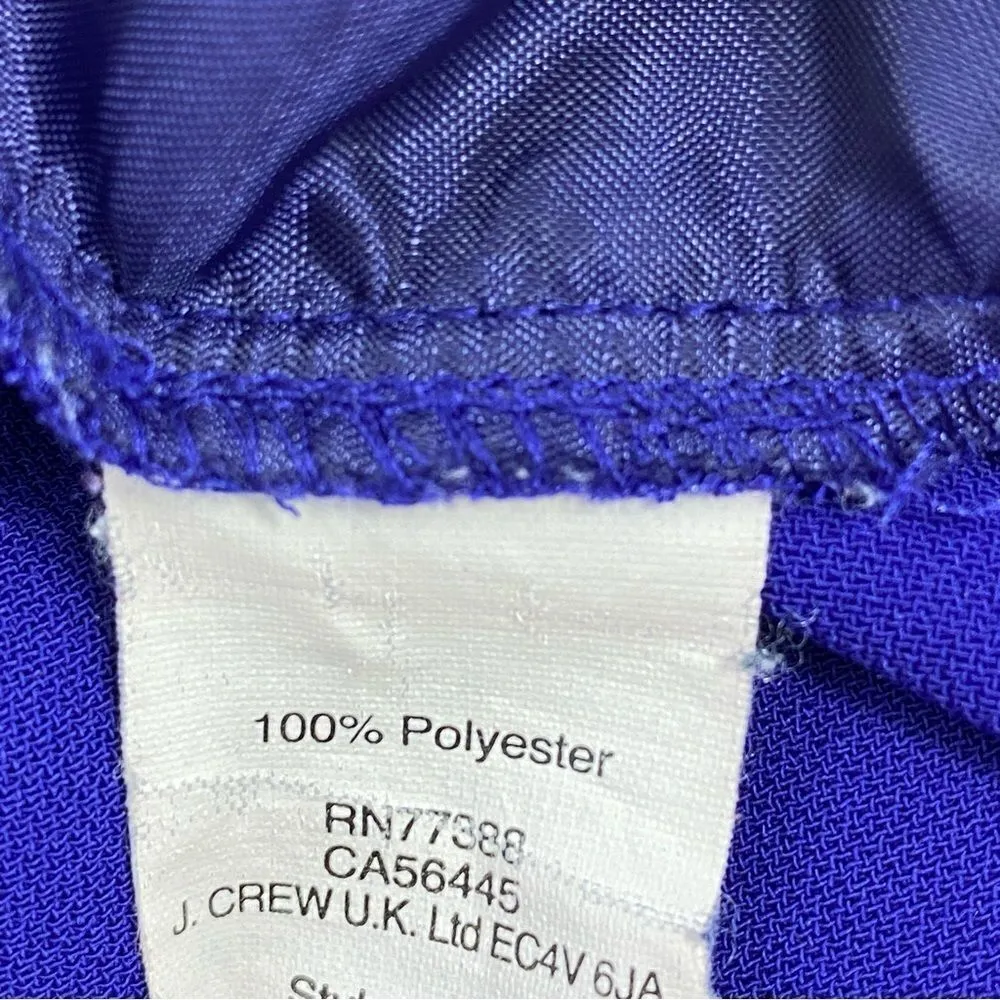 100% Polyester
RN77388
CA56445
J. CREW U.K. Ltd EC4V 6JA